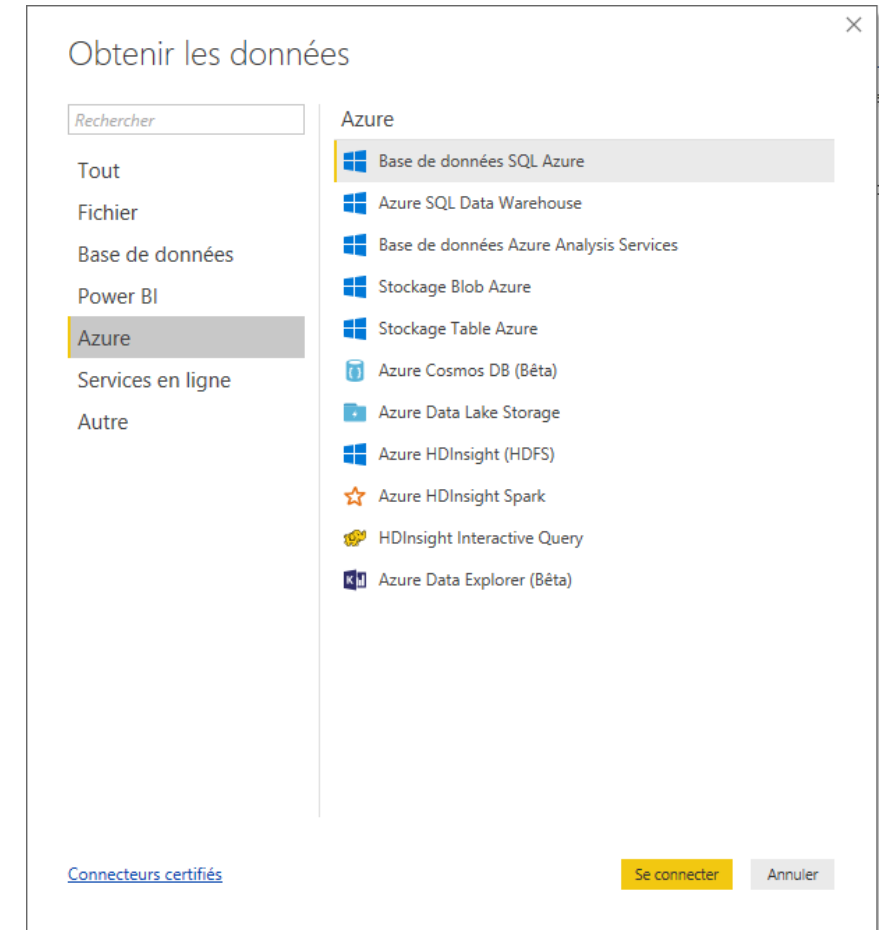 Obtenir les données
Rechercher
Tout
Fichier
Base de données
Power BI
Azure
Services en ligne
Autre
Azure
Base de données SQL Azure
Azure SQL Data Warehouse
Base de données Azure Analysis Services
Stockage Blob Azure
Stockage Table Azure
Azure Cosmos DB (Bêta)
Azure Data Lake Storage
Azure HDInsight (HDFS)
Azure HDInsight Spark
HDInsight Interactive Query
Azure Data Explorer (Bêta)
Connecteurs certifiés
Se connecter
Annuler